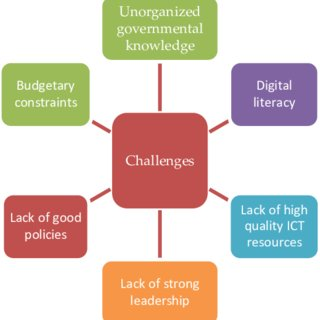 Unorganized
governmental
knowledge
Budgetary
constraints
Digital
literacy
Challenges
Lack of good
policies
Lack of high
quality ICT
resources
Lack of strong
leadership